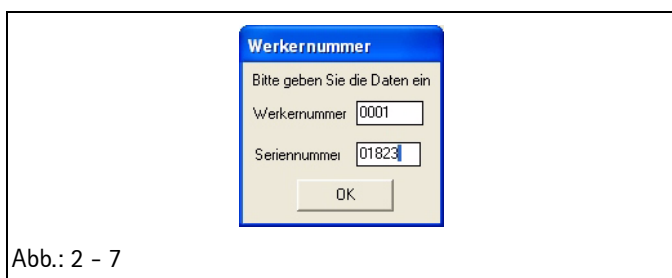 Werkernummer
Bitte geben Sie die Daten ein
Werkernummer 0001
Seriennummer 01823
OK
Abb.: 2 - 7